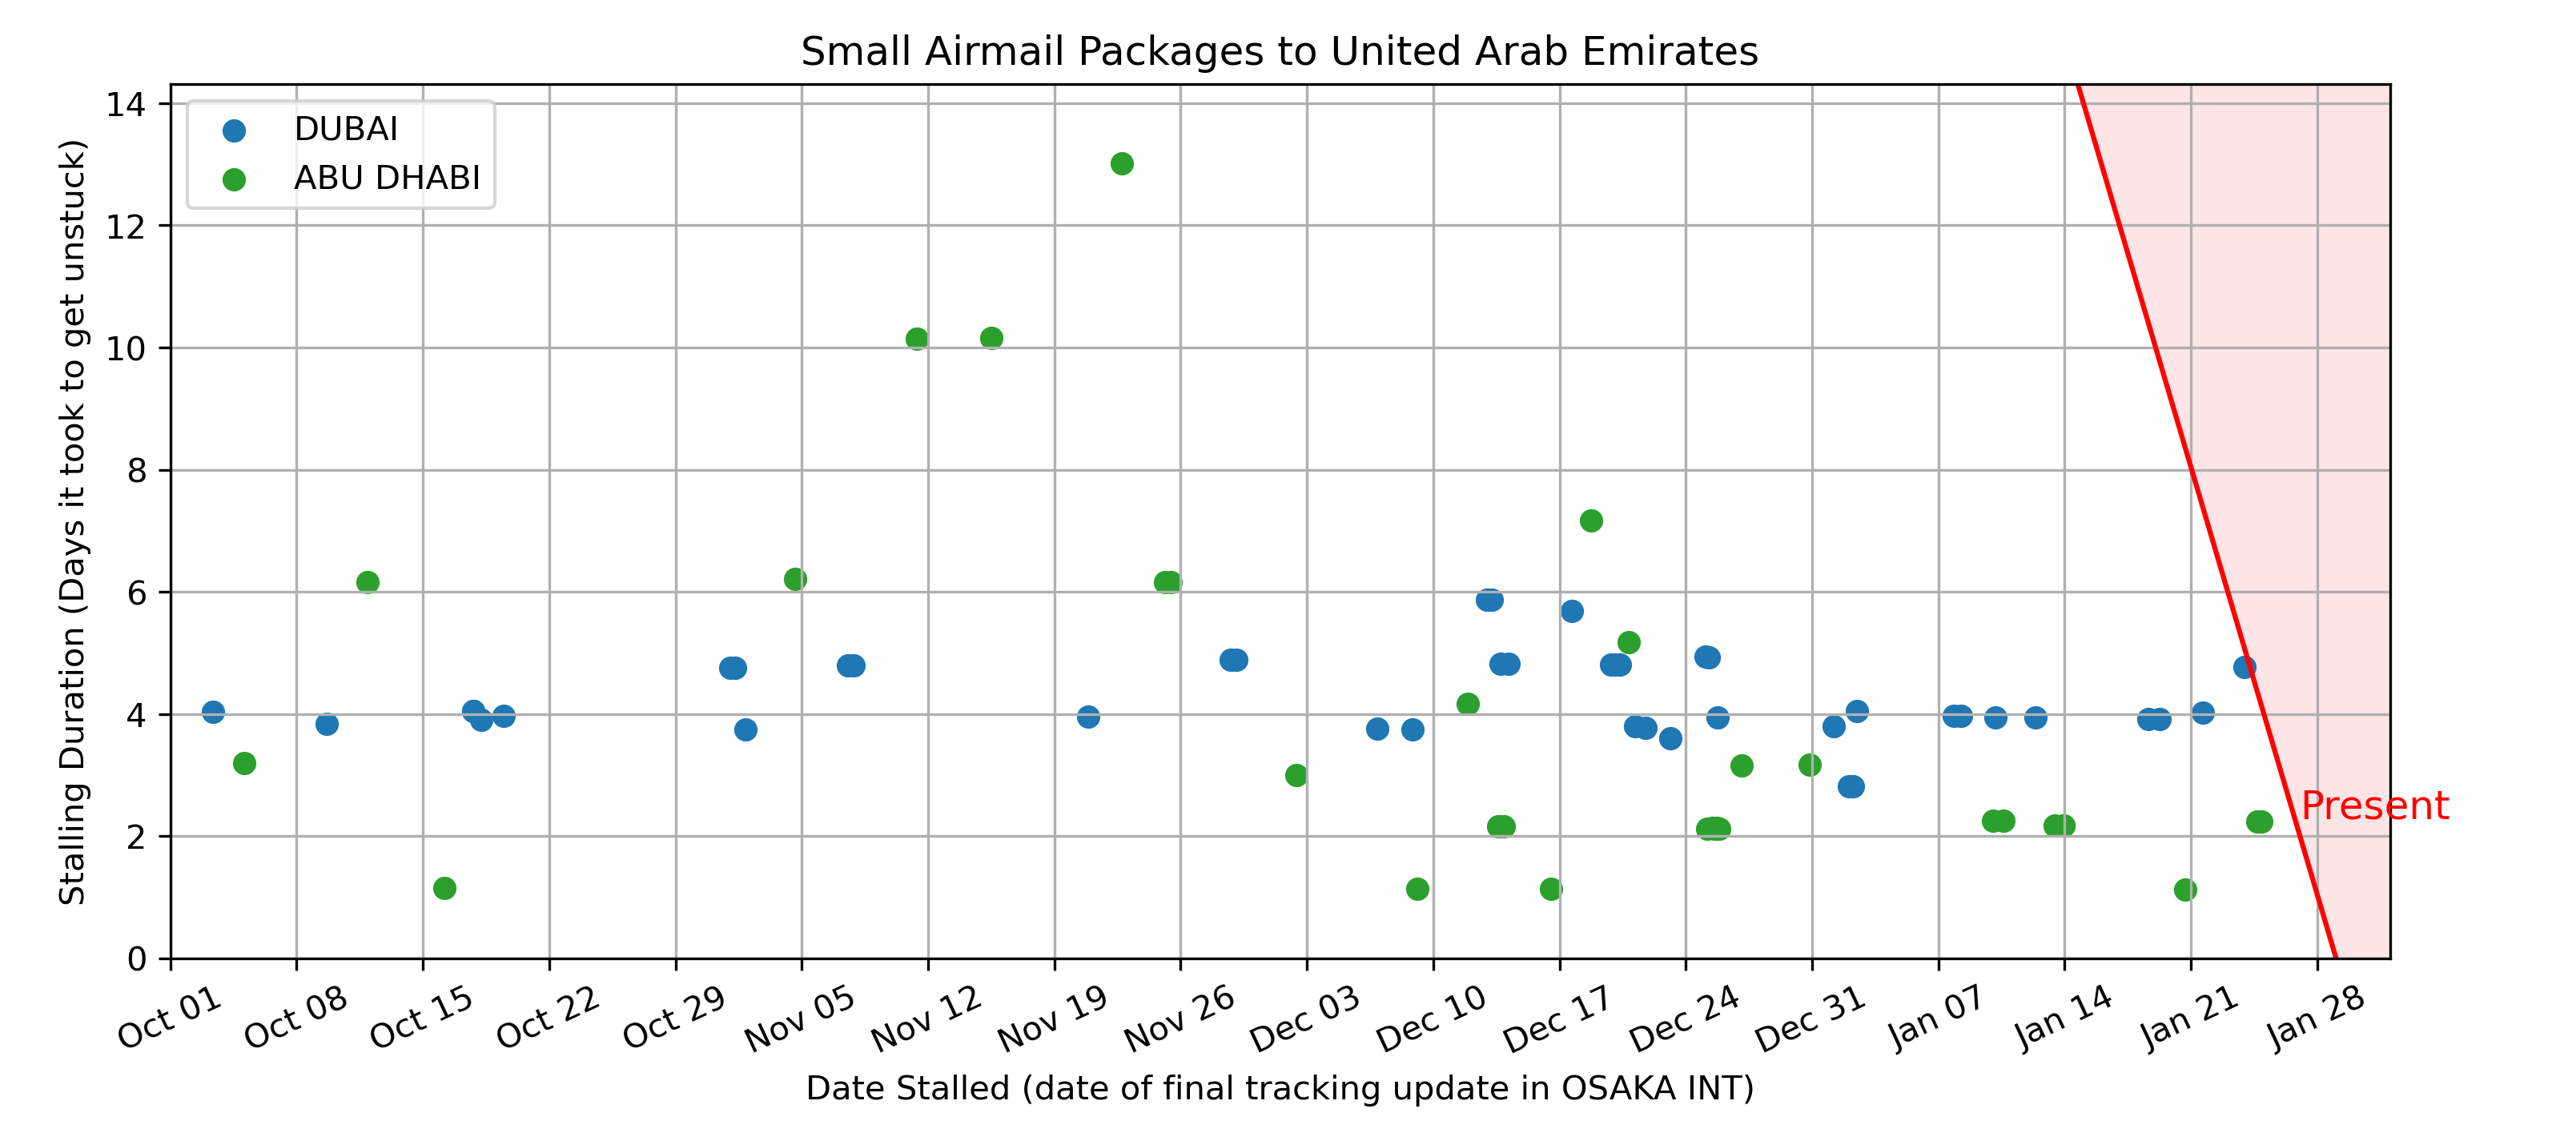 Small Airmail Packages to United Arab Emirates
DUBAI
ABU DHABI
Stalling Duration (Days it took to get unstuck)
14
12
10
8
6
4
2
0
Present
Oct 01
Oct 08
Oct 15
Oct 22
Oct 29
Nov 05
Nov 12
Nov 19
Nov 26
Dec 03
Dec 10
Dec 17
Dec 24
Dec 31
Jan 07
Jan 14
Jan 21
Jan 28
Date Stalled (date of final tracking update in OSAKA INT)